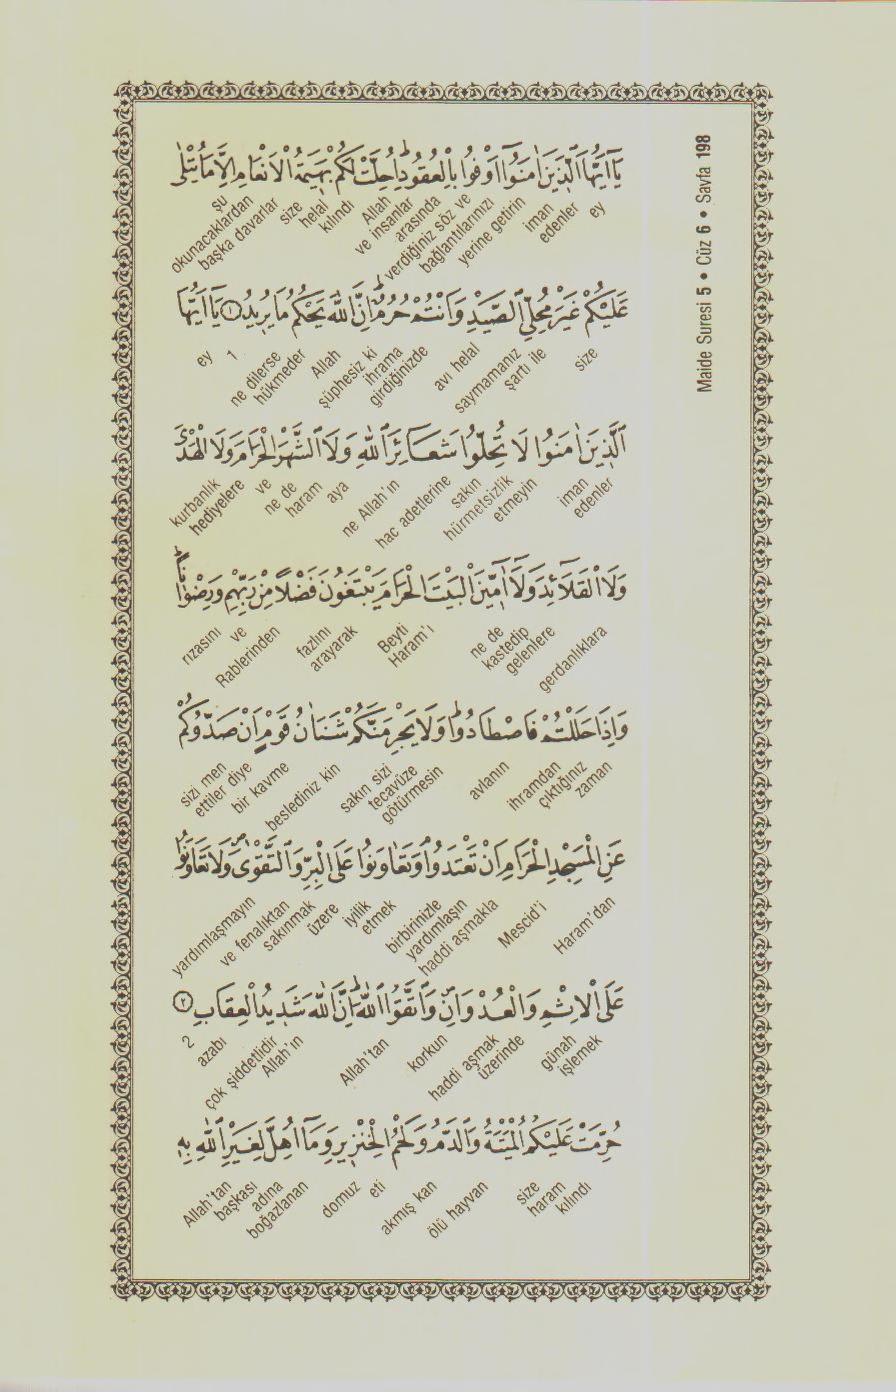 Maide Suresi 5 • Cüz 6 • Sayfa 198
يَٓا اَيُّهَا الَّذ۪ينَ اٰمَنُٓوا اَوْفُوا بِالْعُقُودِۜ اُحِلَّتْ لَكُمْ بَه۪يمَةُ الْاَنْعَامِ اِلَّا مَا يُتْلٰى
ey
iman edenler
yerine getirin
bağlantılarınızı
verdiğiniz söz ve
arasında
ve insanlar
Allah
kılındı
helal
size
başka davarlar
okunacaklardan
şu
عَلَيْكُمْ غَيْرَ مُحِلِّي الصَّيْدِ وَاَنْتُمْ حُرُمٌۜ اِنَّ اللّٰهَ يَحْكُمُ مَا يُر۪يدُ ١ يَٓا اَيُّهَا
size
şartı ile
saymamanız
avı helal
girdiğinizde
ihrama
şüphesiz ki
Allah
hükmeder
ne dilerse
1
ey
الَّذ۪ينَ اٰمَنُوا لَا تُحِلُّوا شَعَٓائِرَ اللّٰهِ وَلَا الشَّهْرَ الْحَرَامَ وَلَا الْهَدْيَ
iman edenler
etmeyin
hürmetsizlik
sakın
hac adetlerine
ne Allah'ın
aya
haram
ne de
ve
hediyelere
kurbanlık
وَلَا الْقَلَٓائِدَ وَلَٓا آٰمّ۪ينَ الْبَيْتَ الْحَرَامَ يَبْتَغُونَ فَضْلًا مِنْ رَبِّهِمْ وَرِضْوَانًاۜ
gerdanlıklara
gelenlere
kastedip
ne de
Haram'ı
Beyti
arayarak
fazlını
Rablerinden
ve
rızasını
وَاِذَا حَلَلْتُمْ فَاصْطَادُواۜ وَلَا يَجْرِمَنَّكُمْ شَنَاٰنُ قَوْمٍ اَنْ صَدُّوكُمْ
zaman
çıktığınız
ihramdan
avlanın
götürmesin
tecavüze
sakın sizi
beslediniz kin
bir kavme
ettiler diye
sizi men
عَنِ الْمَسْجِدِ الْحَرَامِ اَنْ تَعْتَدُواۢ وَتَعَاوَنُوا عَلَى الْبِرِّ وَالتَّقْوٰىۖ وَلَا تَعَاوَنُوا
Haram'dan
Mescid'i
haddi aşmakla
yardımlaşın
birbirinizle
etmek
iyilik
üzere
sakınmak
ve fenalıktan
yardımlaşmayın
عَلَى الْاِثْمِ وَالْعُدْوَانِۖ وَاتَّقُوا اللّٰهَۜ اِنَّ اللّٰهَ شَد۪يدُ الْعِقَابِ ٢
işlemek
günah
üzerinde
haddi aşmak
korkun
Allah'tan
Allah'ın
çok şiddetlidir
azabı
2
حُرِّمَتْ عَلَيْكُمُ الْمَيْتَةُ وَالدَّمُ وَلَحْمُ الْخِنْز۪يرِ وَمَٓا اُهِلَّ لِغَيْرِ اللّٰهِ بِه۪
kılındı
haram
size
ölü hayvan
akmış kan
eti
domuz
boğazlanan
adına
başkası
Allah'tan